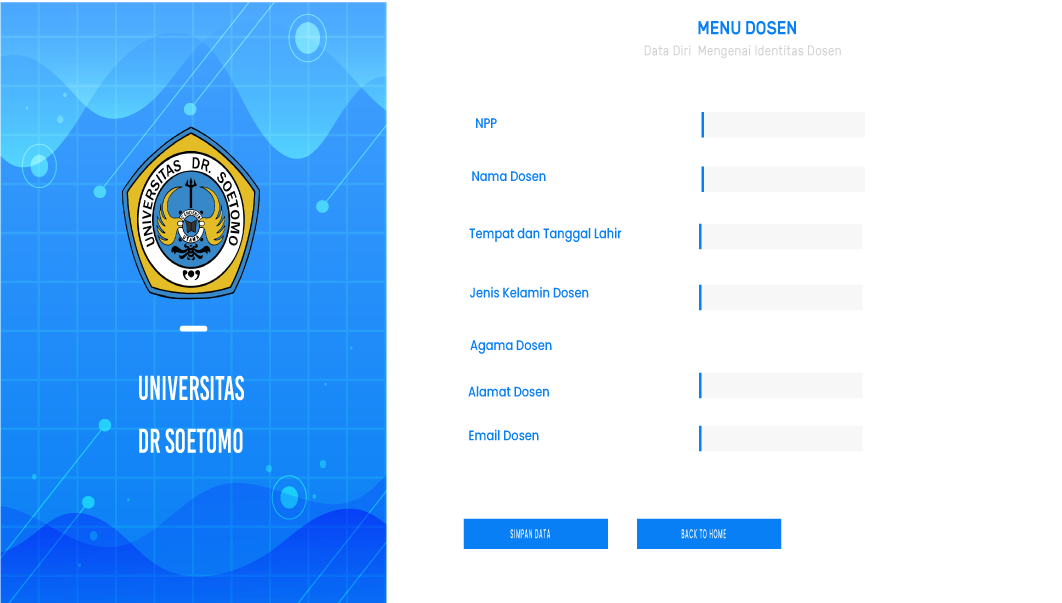 UNIVERSITAS DR. SOETOMO
UNIVERSITAS
DR SOETOMO
MENU DOSEN
Data Diri Mengenai Identitas Dosen
NPP
Nama Dosen
Tempat dan Tanggal Lahir
Jenis Kelamin Dosen
Agama Dosen
Alamat Dosen
Email Dosen
SIMPAN DATA
BACK TO HOME